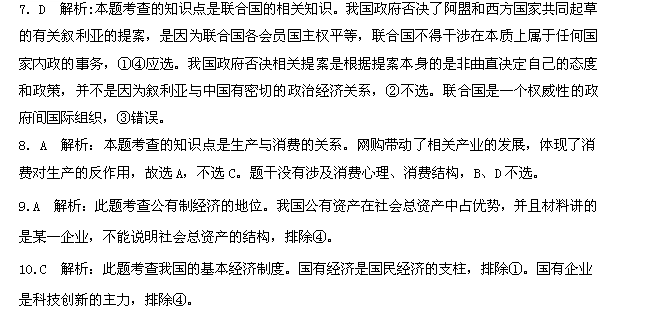 7. D 解析:本题考查的知识点是联合国的相关知识。我国政府否决了阿盟和西方国家共同起草
的有关叙利亚的提案，是因为联合国各会员国主权平等，联合国不得干涉在本质上属于任何国
家内政的事务，①④应选。我国政府否决相关提案是根据提案本身的是非曲直决定自己的态度
和政策，并不是因为叙利亚与中国有密切的政治经济关系，②不选。联合国是一个权威性的政
府间国际组织，③错误。
8. A 解析：本题考查的知识点是生产与消费的关系。网购带动了相关产业的发展，体现了消
费对生产的反作用，故选A，不选C。题干没有涉及消费心理、消费结构，B、D不选。
9.A 解析：此题考查公有制经济的地位。我国公有资产在社会总资产中占优势，并且材料讲的
是某一企业，不能说明社会总资产的结构，排除④。
10.C 解析：此题考查我国的基本经济制度。国有经济是国民经济的支柱，排除①。国有企业
是科技创新的主力，排除④。